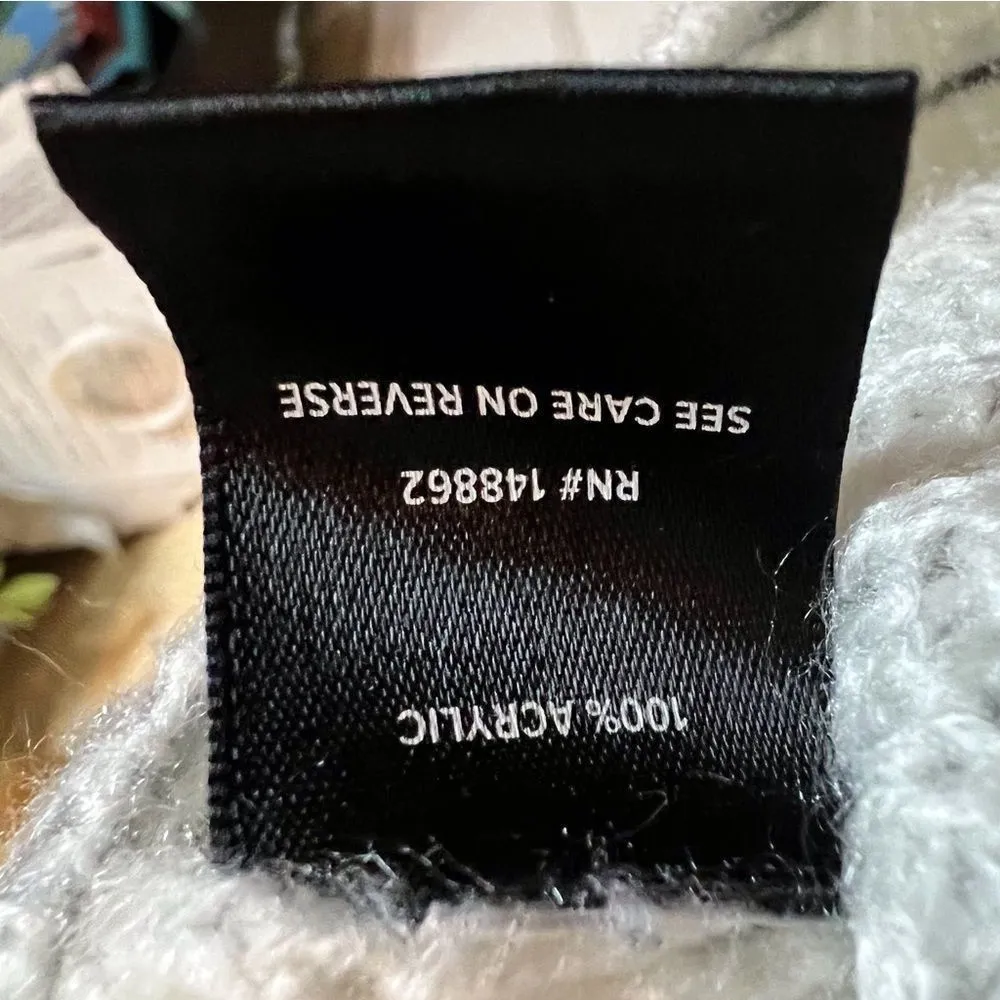 100% ACRYLIC
RN# 148862
SEE CARE ON REVERSE